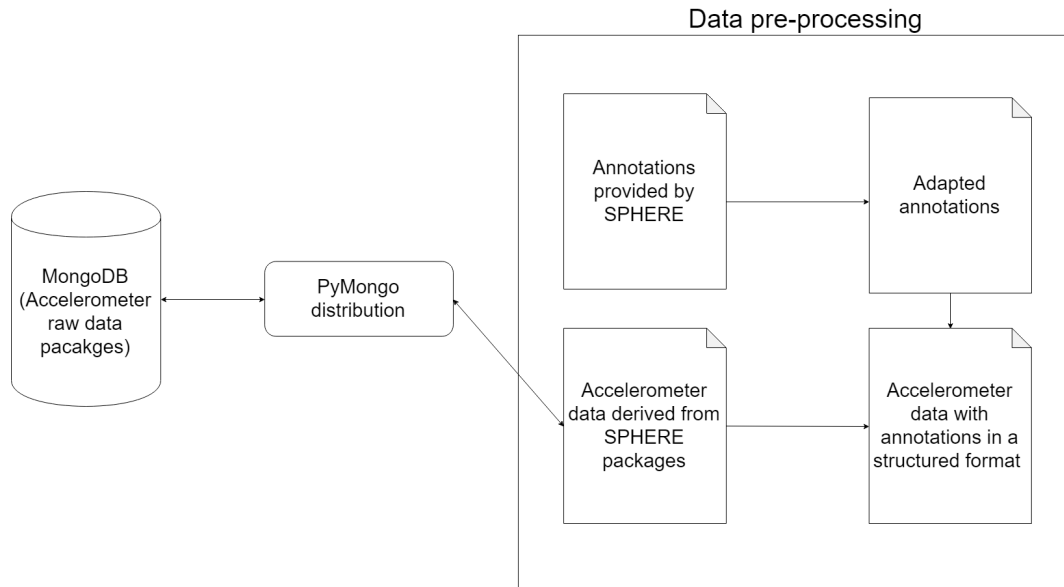 Data pre-processing
Annotations
provided by
SPHERE
Adapted
annotations
MongoDB
(Accelerometer
raw data
pacakges)
PyMongo
distribution
Accelerometer
data derived from
SPHERE
packages
Accelerometer
data with
annotations in a
structured format